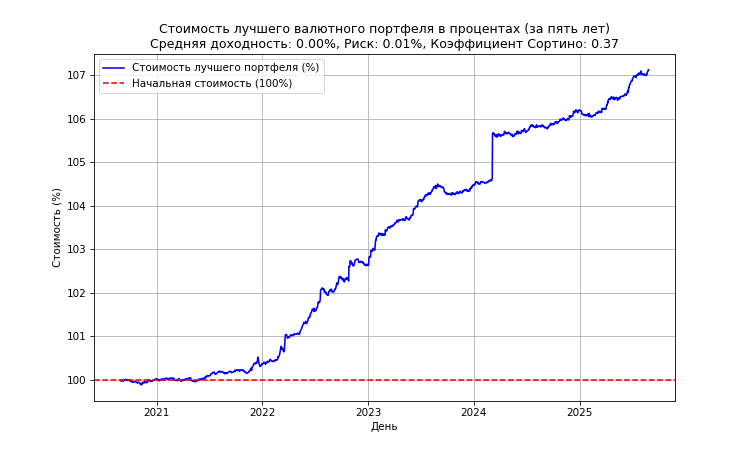 Стоимость лучшего валютного портфеля в процентах (за пять лет)
Средняя доходность: 0.00%, Риск: 0.01%, Коэффициент Сортино: 0.37
Стоимость лучшего портфеля (%)
Начальная стоимость (100%)
Стоимость (%)
107
106
105
104
103
102
101
100
2021 2022 2023 2024 2025
День